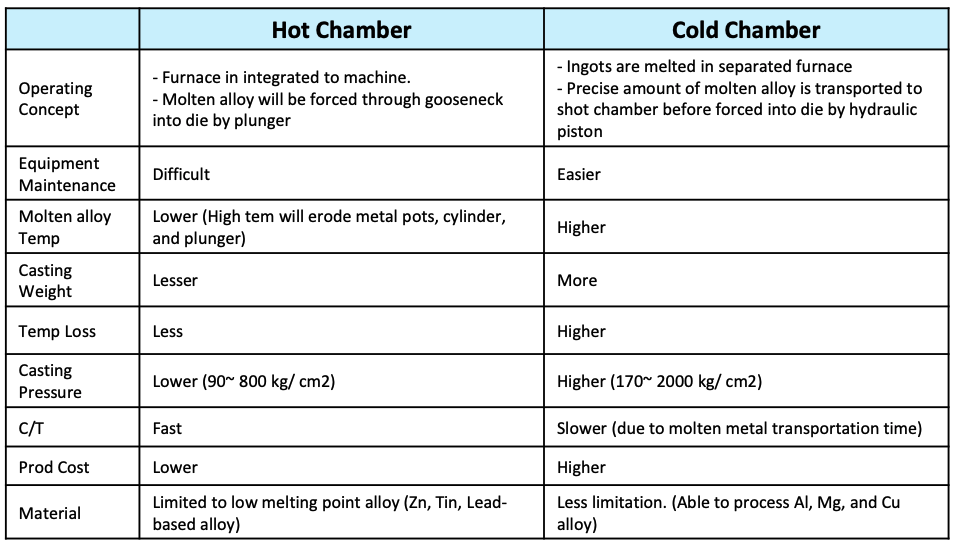 Hot Chamber
Cold Chamber
Operating
Concept
- Furnace in integrated to machine.
- Molten alloy will be forced through gooseneck
into die by plunger
- Ingots are melted in separated furnace
- Precise amount of molten alloy is transported to
shot chamber before forced into die by hydraulic
piston
Equipment
Maintenance
Difficult
Easier
Molten alloy
Temp
Lower (High tem will erode metal pots, cylinder,
and plunger)
Higher
Casting
Weight
Lesser
More
Temp Loss
Less
Higher
Casting
Pressure
Lower (90~ 800 kg/ cm2)
Higher (170~ 2000 kg/ cm2)
C/T
Fast
Slower (due to molten metal transportation time)
Prod Cost
Lower
Higher
Material
Limited to low melting point alloy (Zn, Tin, Lead-
based alloy)
Less limitation. (Able to process Al, Mg, and Cu
alloy)